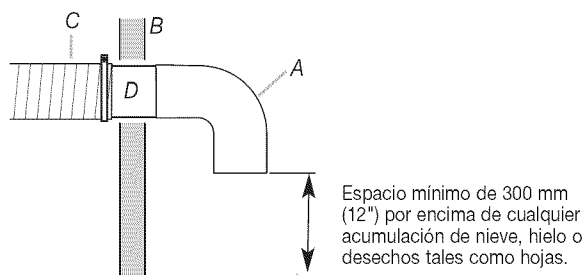 C
B
A
D
Espacio mínimo de 300 mm
(12") por encima de cualquier
acumulación de nieve, hielo o
desechos tales como hojas.